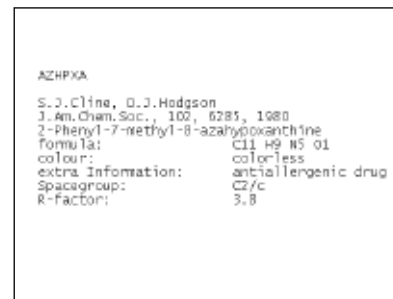 AZHPXA
S.J.Cline, D.J.Hodgson
J.Am.Chem.Soc., 102, 6285, 1980
2-Phenyl-7-methyl-8-azahypoxanthine
formula: C11 H9 N5 O1
colour: colorless
extra Information: antiallergenic drug
Spacegroup: C2/c
R-factor: 3.8